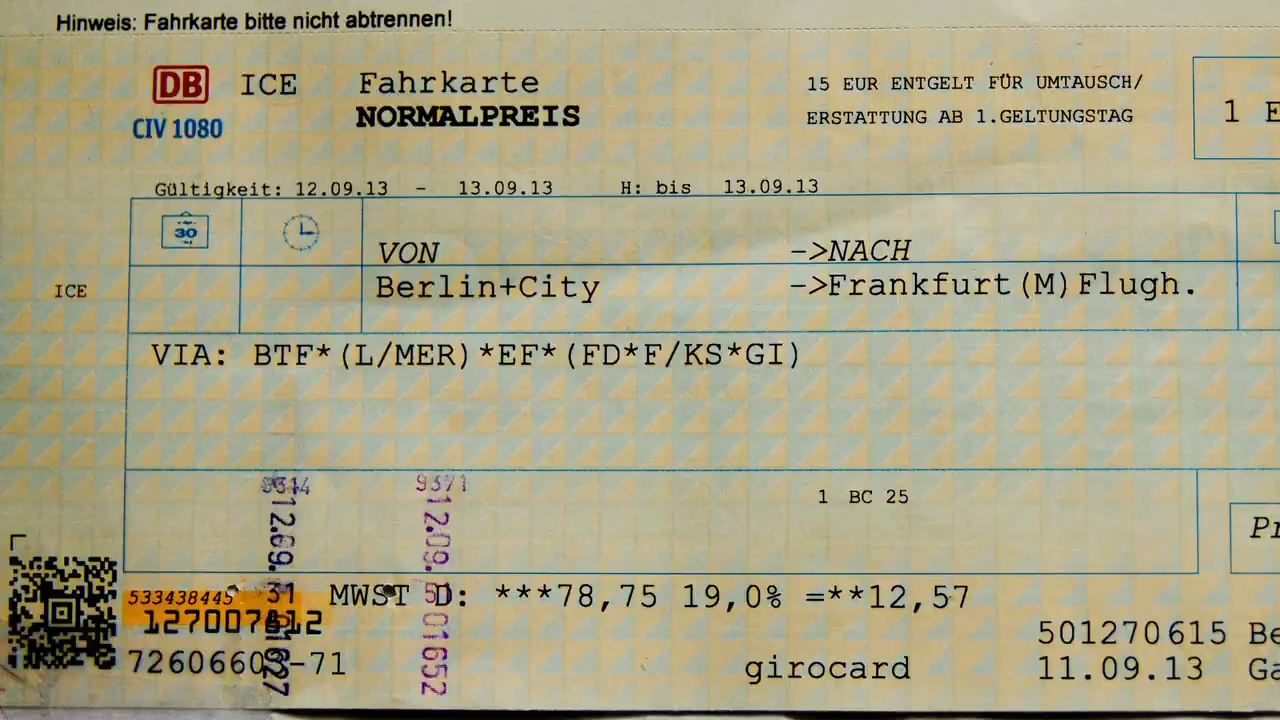 Hinweis: Fahrkarte bitte nicht abtrennen!
DB ICE Fahrkarte 15 EUR ENTGELT FÜR UMTAUSCH/
CIV 1080 NORMALPREIS ERSTATTUNG AB 1.GELTUNGSTAG 1
Gültigkeit: 12.09.13 - 13.09.13 H: bis 13.09.13
30 VON ->NACH
ICE Berlin+City ->Frankfurt(M)Flugh.
VIA: BTF*(L/MER)*EF*(FD*F/KS*GI)
9371
1 BC 25
533438445 31 MWST D: ***78,75 19,0% =**12,57
501270615
girocard 11.09.13